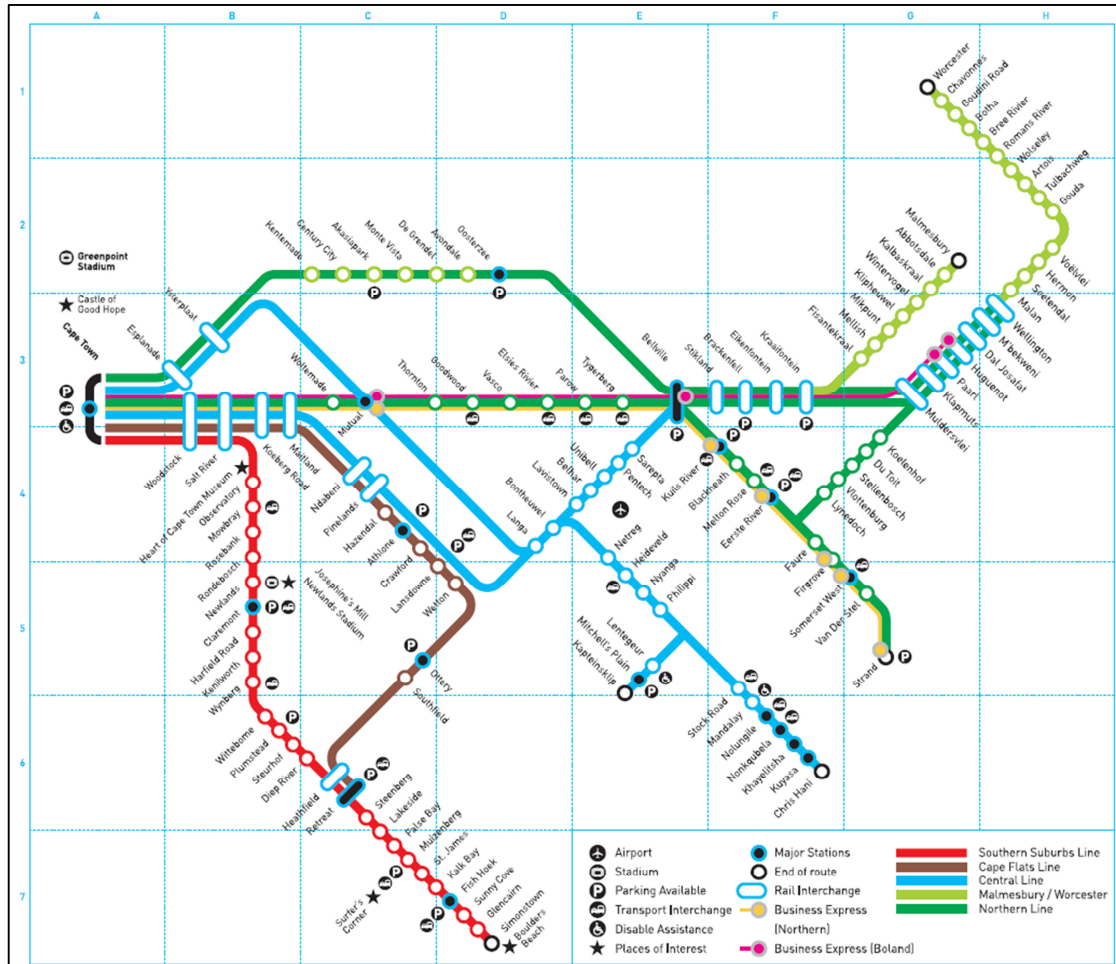 A B C D E F G H
1
2
3
4
5
6
7
Greenpoint
Stadium
Castle of
Good Hope
Cape Town
Esplanade
Ysterplaat
Kentemade
Century City
Akasiapark
Monte Vista
De Grendel
Avondale
Oosterzee
P
P
Woltemade
Mutual
Thornton
Goodwood
Vasco
Elsies Rivier
Parow
Tygerberg
Bellville
Stikland
Brackenfell
Eikenfontein
Kraaifontein
P
P
P
P
Fisantekraal
Mellish
Mikpunt
Klipheuwel
Wintervogel
Kalbaskraal
Abbotsdale
Malmesbury
Worcester
Chavonnes
Goudini Road
Botha
Bree Rivier
Romans River
Wolseley
Artois
Tulbachweg
Gouda
Voëlvlei
Hermon
Soetendal
Malan
Wellington
M'bekweni
Dal Josafat
Huguenot
Paarl
Klapmuts
Muldersvlei
Koelenhof
Du Toit
Stellenbosch
Vlottenburg
Lynedoch
Woodstock
Salt River
Koeberg Road
Maitland
Ndabeni
Pinelands
Hazendal
Athlone
Crawford
Lansdowne
Wetton
Ottery
Southfield
P
P
P
Heart of Cape Town Museum
Observatory
Mowbray
Rosebank
Rondebosch
Newlands
Claremont
Harfield Road
Kenilworth
Wynberg
Josephine's Mill
Newlands Stadium
P
P
Wittebome
Plumstead
Steurhof
Diep River
Heathfield
Retreat
P
Steenberg
Lakeside
False Bay
Muizenberg
St. James
Kalk Bay
Fish Hoek
Sunny Cove
Glencairn
Simonstown
Boulders
Beach
Surfer's
Corner
P
P
Langa
Bonteheuwel
Lavistown
Belhar
Unibell
Pentech
Sarepta
Netreg
Heideveld
Nyanga
Philippi
Lentegeur
Mitchell's Plain
Kapteinsklip
P
Stock Road
Mandalay
Nolungile
Nonkqubela
Khayelitsha
Kuyasa
Chris Hani
Kuils River
Blackheath
Melton Rose
Eerste River
Faure
Firgrove
Somerset West
Van Der Stel
Strand
P
P
P
Airport
Stadium
P Parking Available
Transport Interchange
Disable Assistance
Places of Interest
Major Stations
End of route
Rail Interchange
Business Express
(Northern)
Business Express (Boland)
Southern Suburbs Line
Cape Flats Line
Central Line
Malmesbury / Worcester
Northern Line